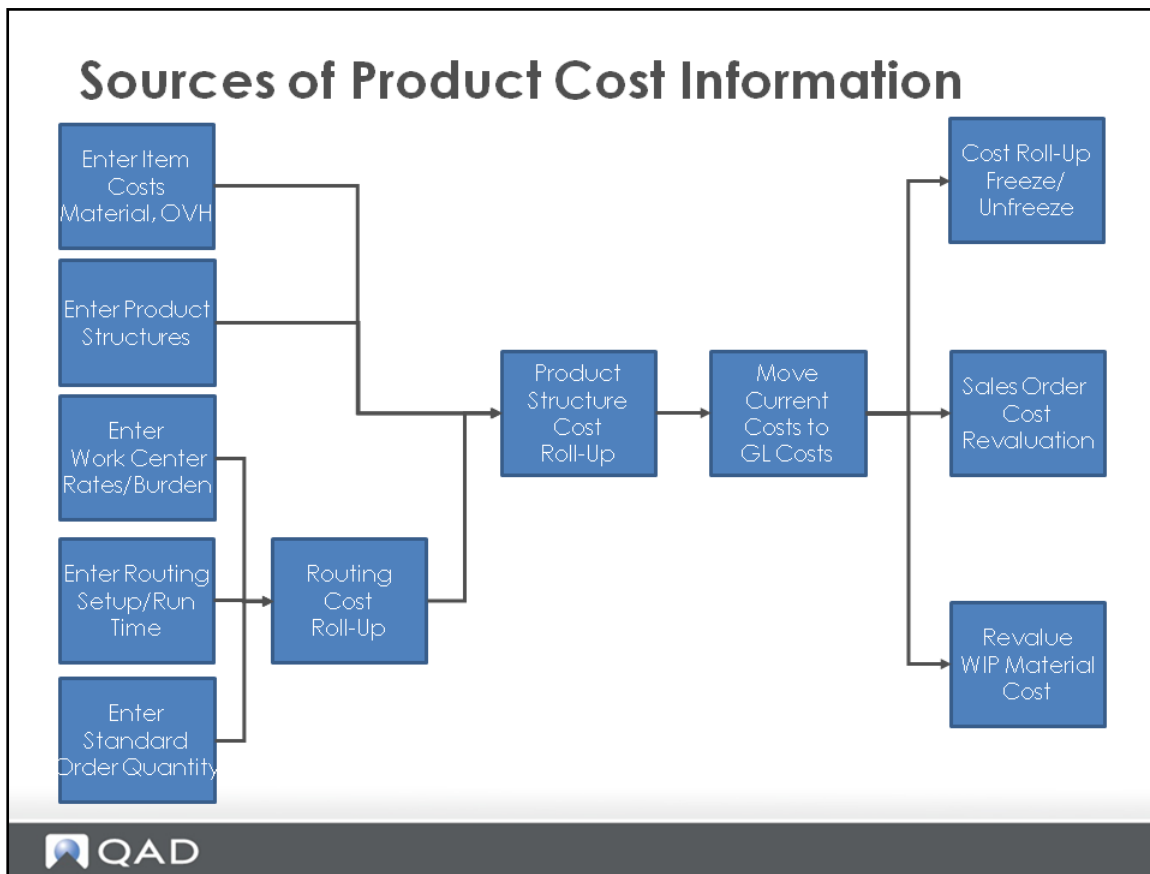 Sources of Product Cost Information
Enter Item
Costs
Material, OVH
Enter Product
Structures
Enter
Work Center
Rates/Burden
Enter Routing
Setup/Run
Time
Enter
Standard
Order Quantity
Routing
Cost
Roll-Up
Product
Structure
Cost
Roll-Up
Move
Current
Costs to
GL Costs
Cost Roll-Up
Freeze/
Unfreeze
Sales Order
Cost
Revaluation
Revalue
WIP Material
Cost
QAD